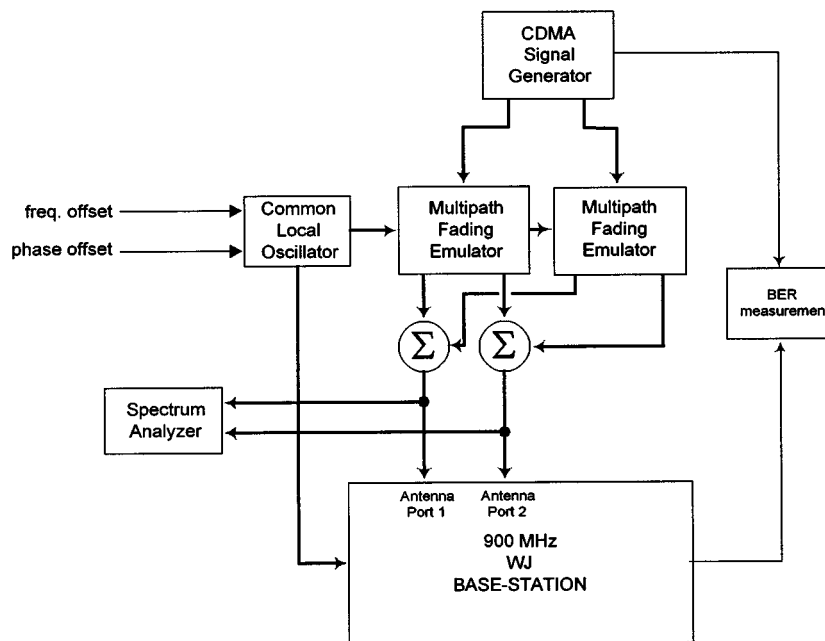 CDMA
Signal
Generator
freq. offset
phase offset
Common
Local
Oscillator
Multipath
Fading
Emulator
Multipath
Fading
Emulator
BER
measurement
Σ
Σ
Spectrum
Analyzer
Antenna
Port 1
Antenna
Port 2
900 MHz
WJ
BASE-STATION